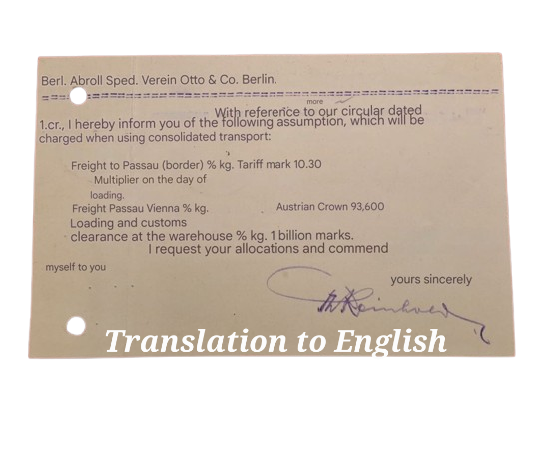 Berl. Abroll Sped. Verein Otto & Co. Berlin.
more
With reference to our circular dated
1.cr., I hereby inform you of the following assumption, which will be
charged when using consolidated transport:
Freight to Passau (border) % kg. Tariff mark 10.30
Multiplier on the day of
loading.
Freight Passau Vienna % kg. Austrian Crown 93,600
Loading and customs
clearance at the warehouse % kg. 1 billion marks.
I request your allocations and commend
myself to you
yours sincerely
Reinhold
Translation to English